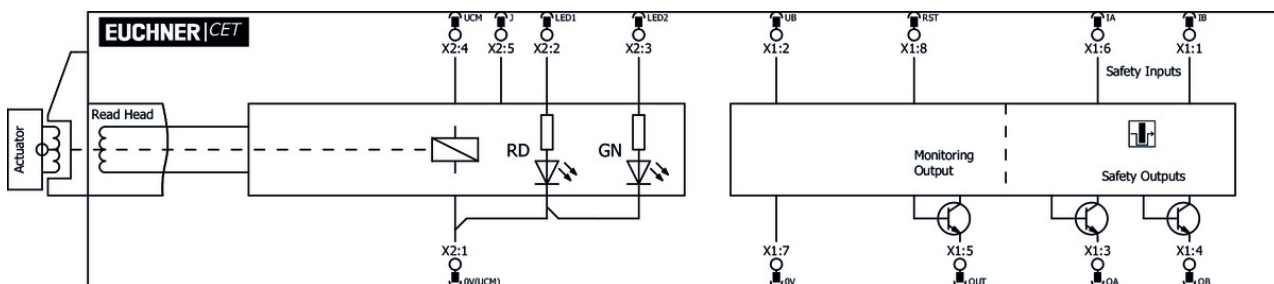 EUCHNER CET
UCM J LED1 LED2 UB RST IA IB
X2:4 X2:5 X2:2 X2:3 X1:2 X1:8 X1:6 X1:1
Safety Inputs
Read Head
Actuator
RD GN
Monitoring
Output
Safety Outputs
X2:1 X1:7 X1:5 X1:3 X1:4
0V(UCM) 0V OUT OA OB